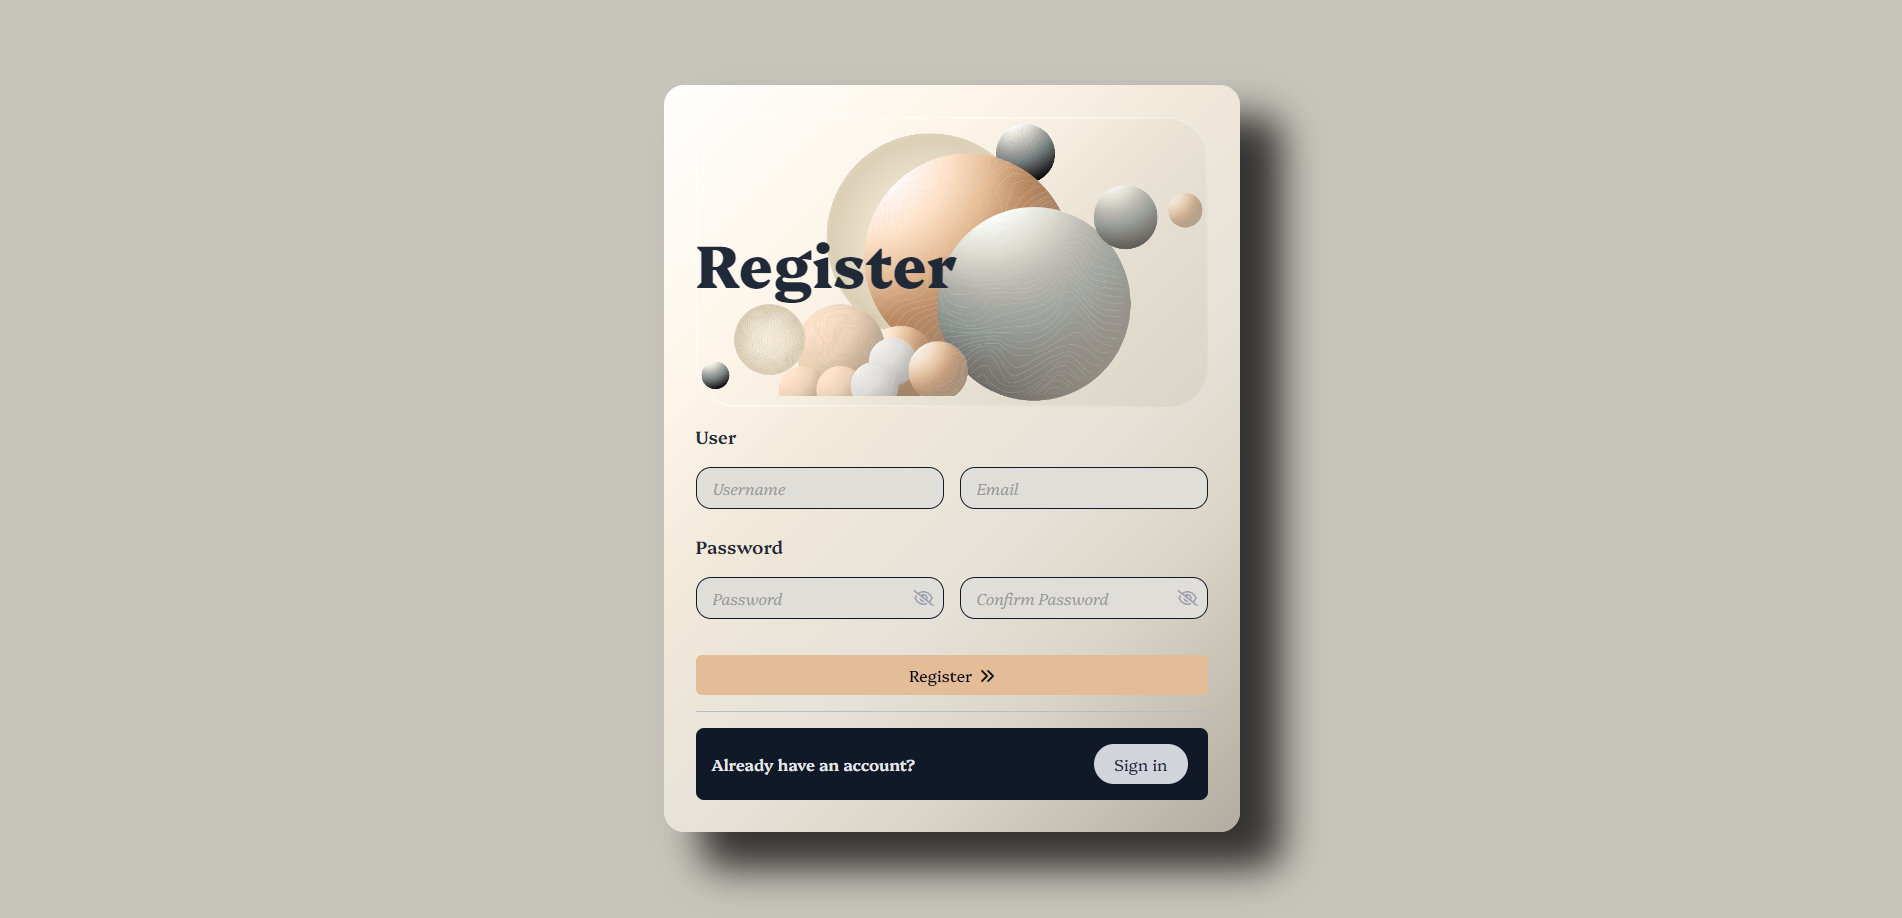 Register
User
Username
Email
Password
Password
Confirm Password
Register
Already have an account?
Sign in